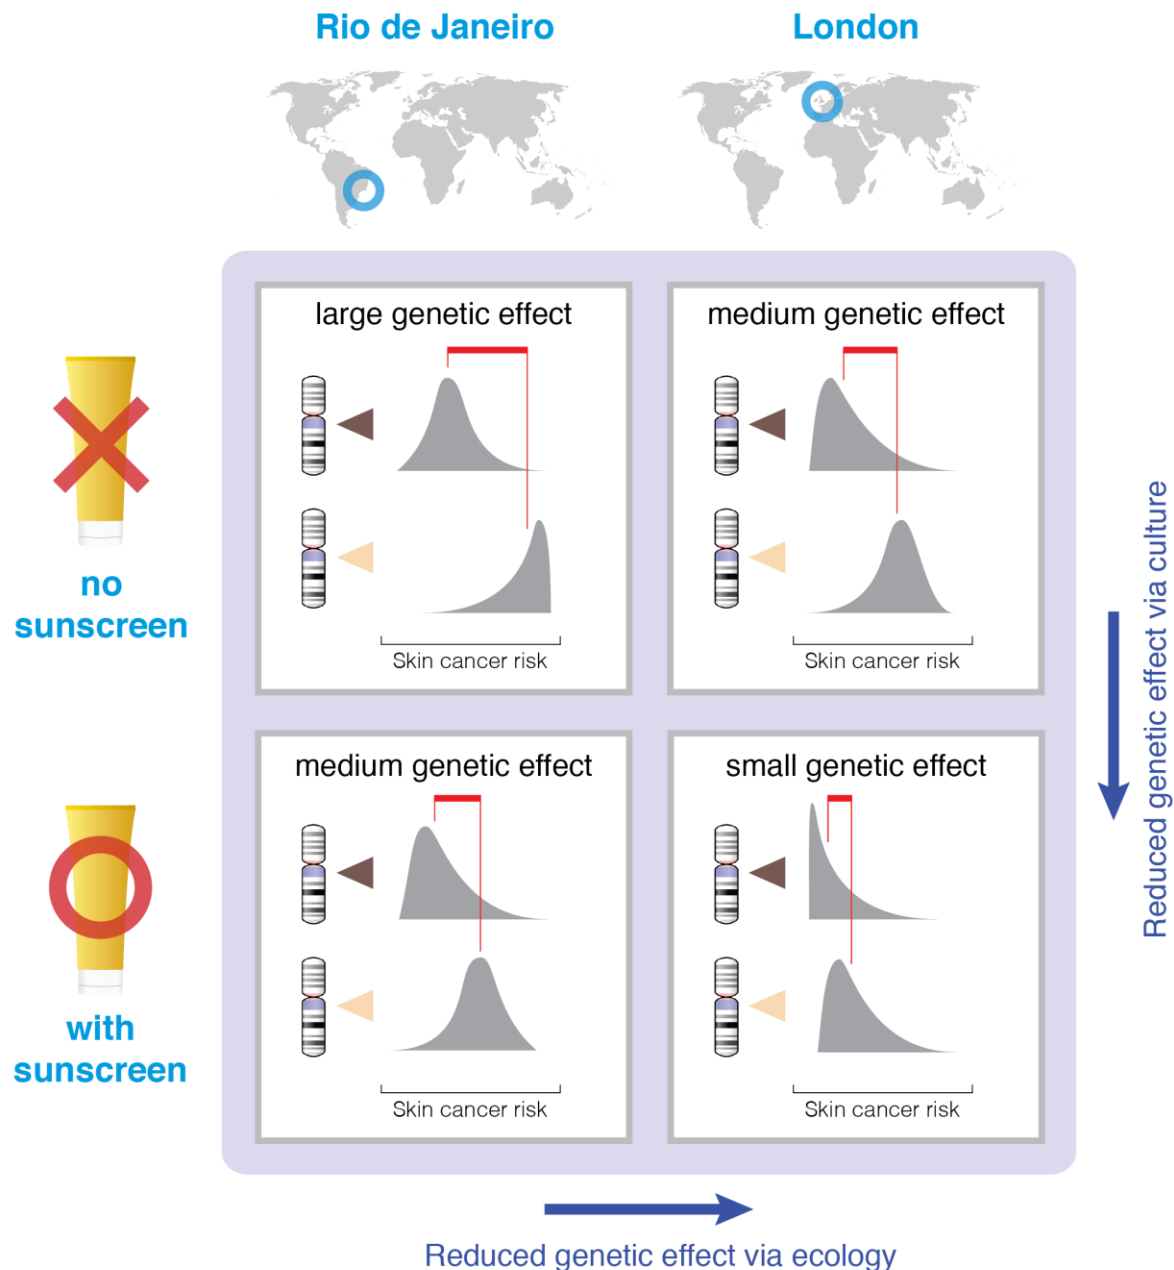 Rio de Janeiro
London
large genetic effect
medium genetic effect
no
sunscreen
Skin cancer risk
Skin cancer risk
Reduced genetic effect via culture
medium genetic effect
small genetic effect
with
sunscreen
Skin cancer risk
Skin cancer risk
Reduced genetic effect via ecology